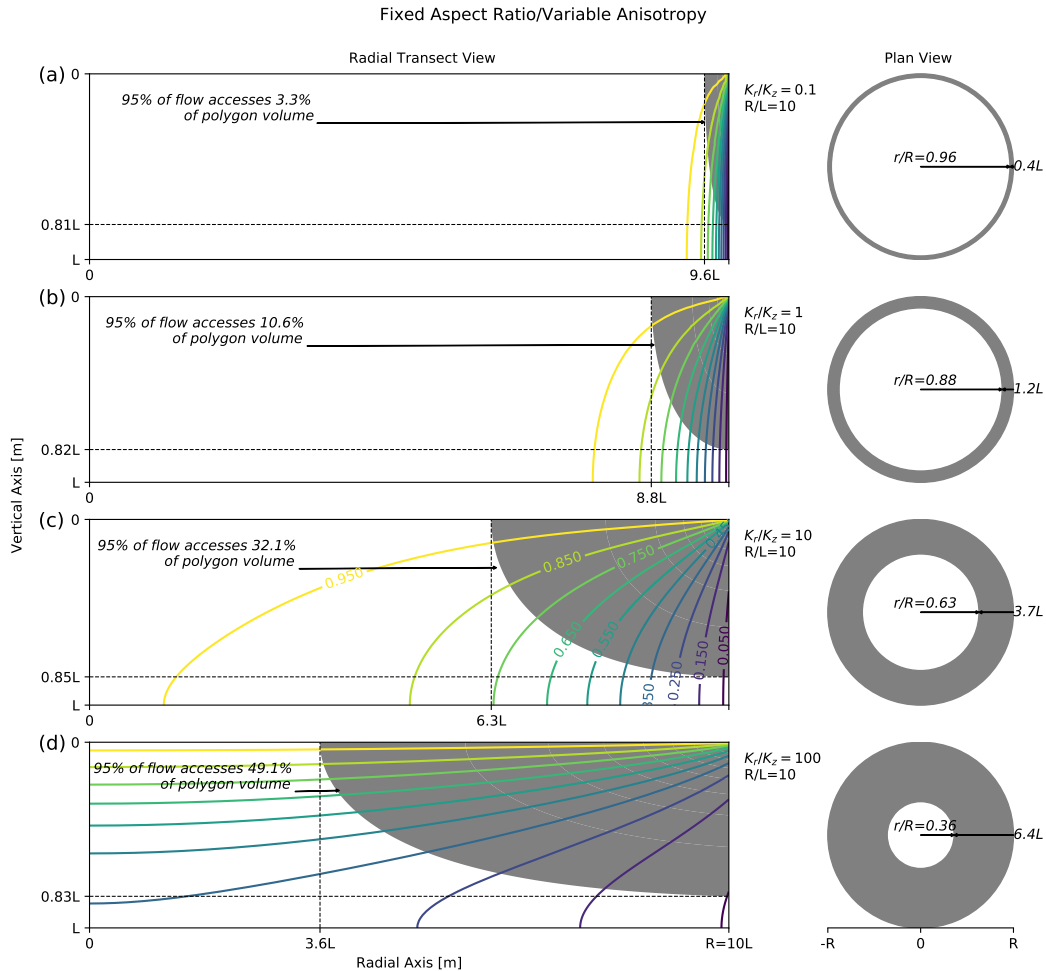 Fixed Aspect Ratio/Variable Anisotropy
Radial Transect View
Plan View
Vertical Axis [m]
(a)
0
95% of flow accesses 3.3%
of polygon volume
0.81L
L
0
9.6L
K_r/K_z = 0.1
R/L=10
r/R=0.96
0.4L
(b)
0
95% of flow accesses 10.6%
of polygon volume
0.82L
L
0
8.8L
K_r/K_z = 1
R/L=10
r/R=0.88
1.2L
(c)
0
95% of flow accesses 32.1%
of polygon volume
0.950
0.850
0.750
0.650
0.550
0.250
0.150
0.050
0.85L
L
0
6.3L
K_r/K_z = 10
R/L=10
r/R=0.63
3.7L
(d)
0
95% of flow accesses 49.1%
of polygon volume
0.83L
L
0
3.6L
R=10L
Radial Axis [m]
K_r/K_z = 100
R/L=10
r/R=0.36
6.4L
-R
0
R